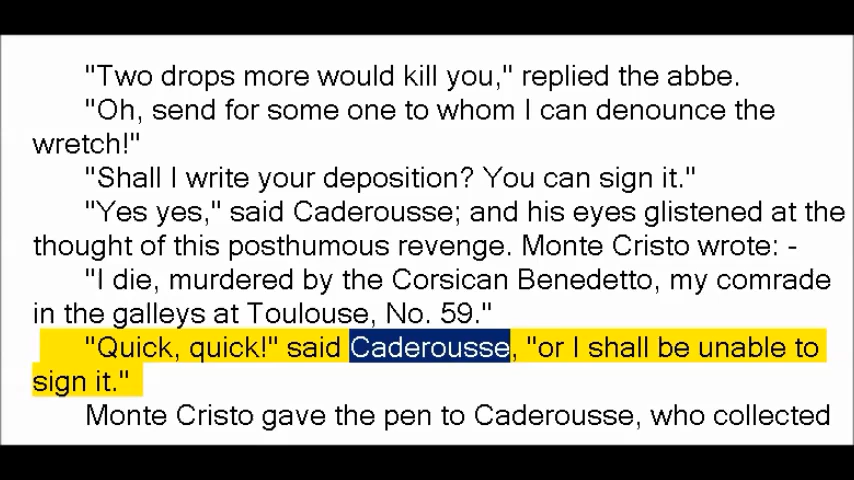 "Two drops more would kill you," replied the abbe.
"Oh, send for some one to whom I can denounce the
wretch!"
"Shall I write your deposition? You can sign it."
"Yes yes," said Caderousse; and his eyes glistened at the
thought of this posthumous revenge. Monte Cristo wrote: -
"I die, murdered by the Corsican Benedetto, my comrade
in the galleys at Toulouse, No. 59."
"Quick, quick!" said Caderousse, "or I shall be unable to
sign it."
Monte Cristo gave the pen to Caderousse, who collected